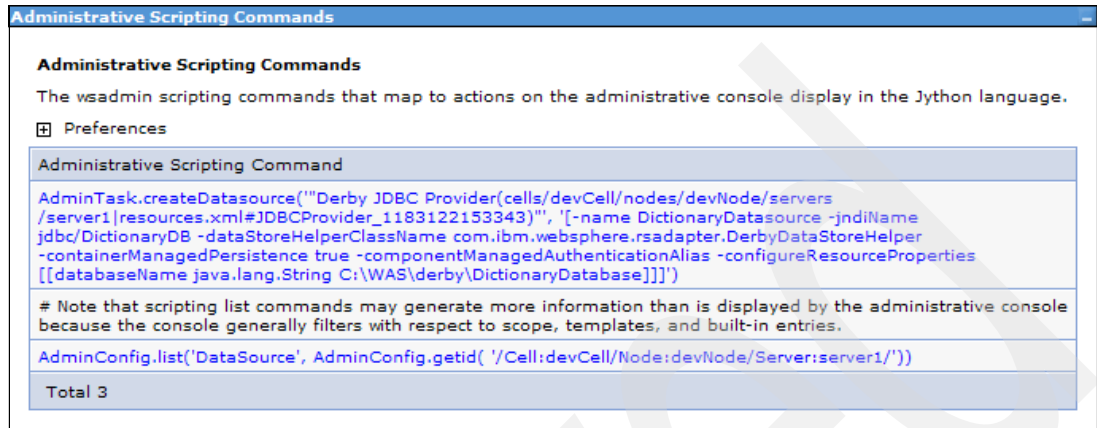 Administrative Scripting Commands
Administrative Scripting Commands
The wsadmin scripting commands that map to actions on the administrative console display in the Jython language.
Preferences
Administrative Scripting Command
AdminTask.createDatasource('"Derby JDBC Provider(cells/devCell/nodes/devNode/servers
/server1|resources.xml#JDBCProvider_1183122153343)"', '[-name DictionaryDatasource -jndiName
jdbc/DictionaryDB -dataStoreHelperClassName com.ibm.websphere.rsadapter.DerbyDataStoreHelper
-containerManagedPersistence true -componentManagedAuthenticationAlias -configureResourceProperties
[[databaseName java.lang.String C:\WAS\derby\DictionaryDatabase]]]')
# Note that scripting list commands may generate more information than is displayed by the administrative console
because the console generally filters with respect to scope, templates, and built-in entries.
AdminConfig.list('DataSource', AdminConfig.getid( '/Cell:devCell/Node:devNode/Server:server1/'))
Total 3